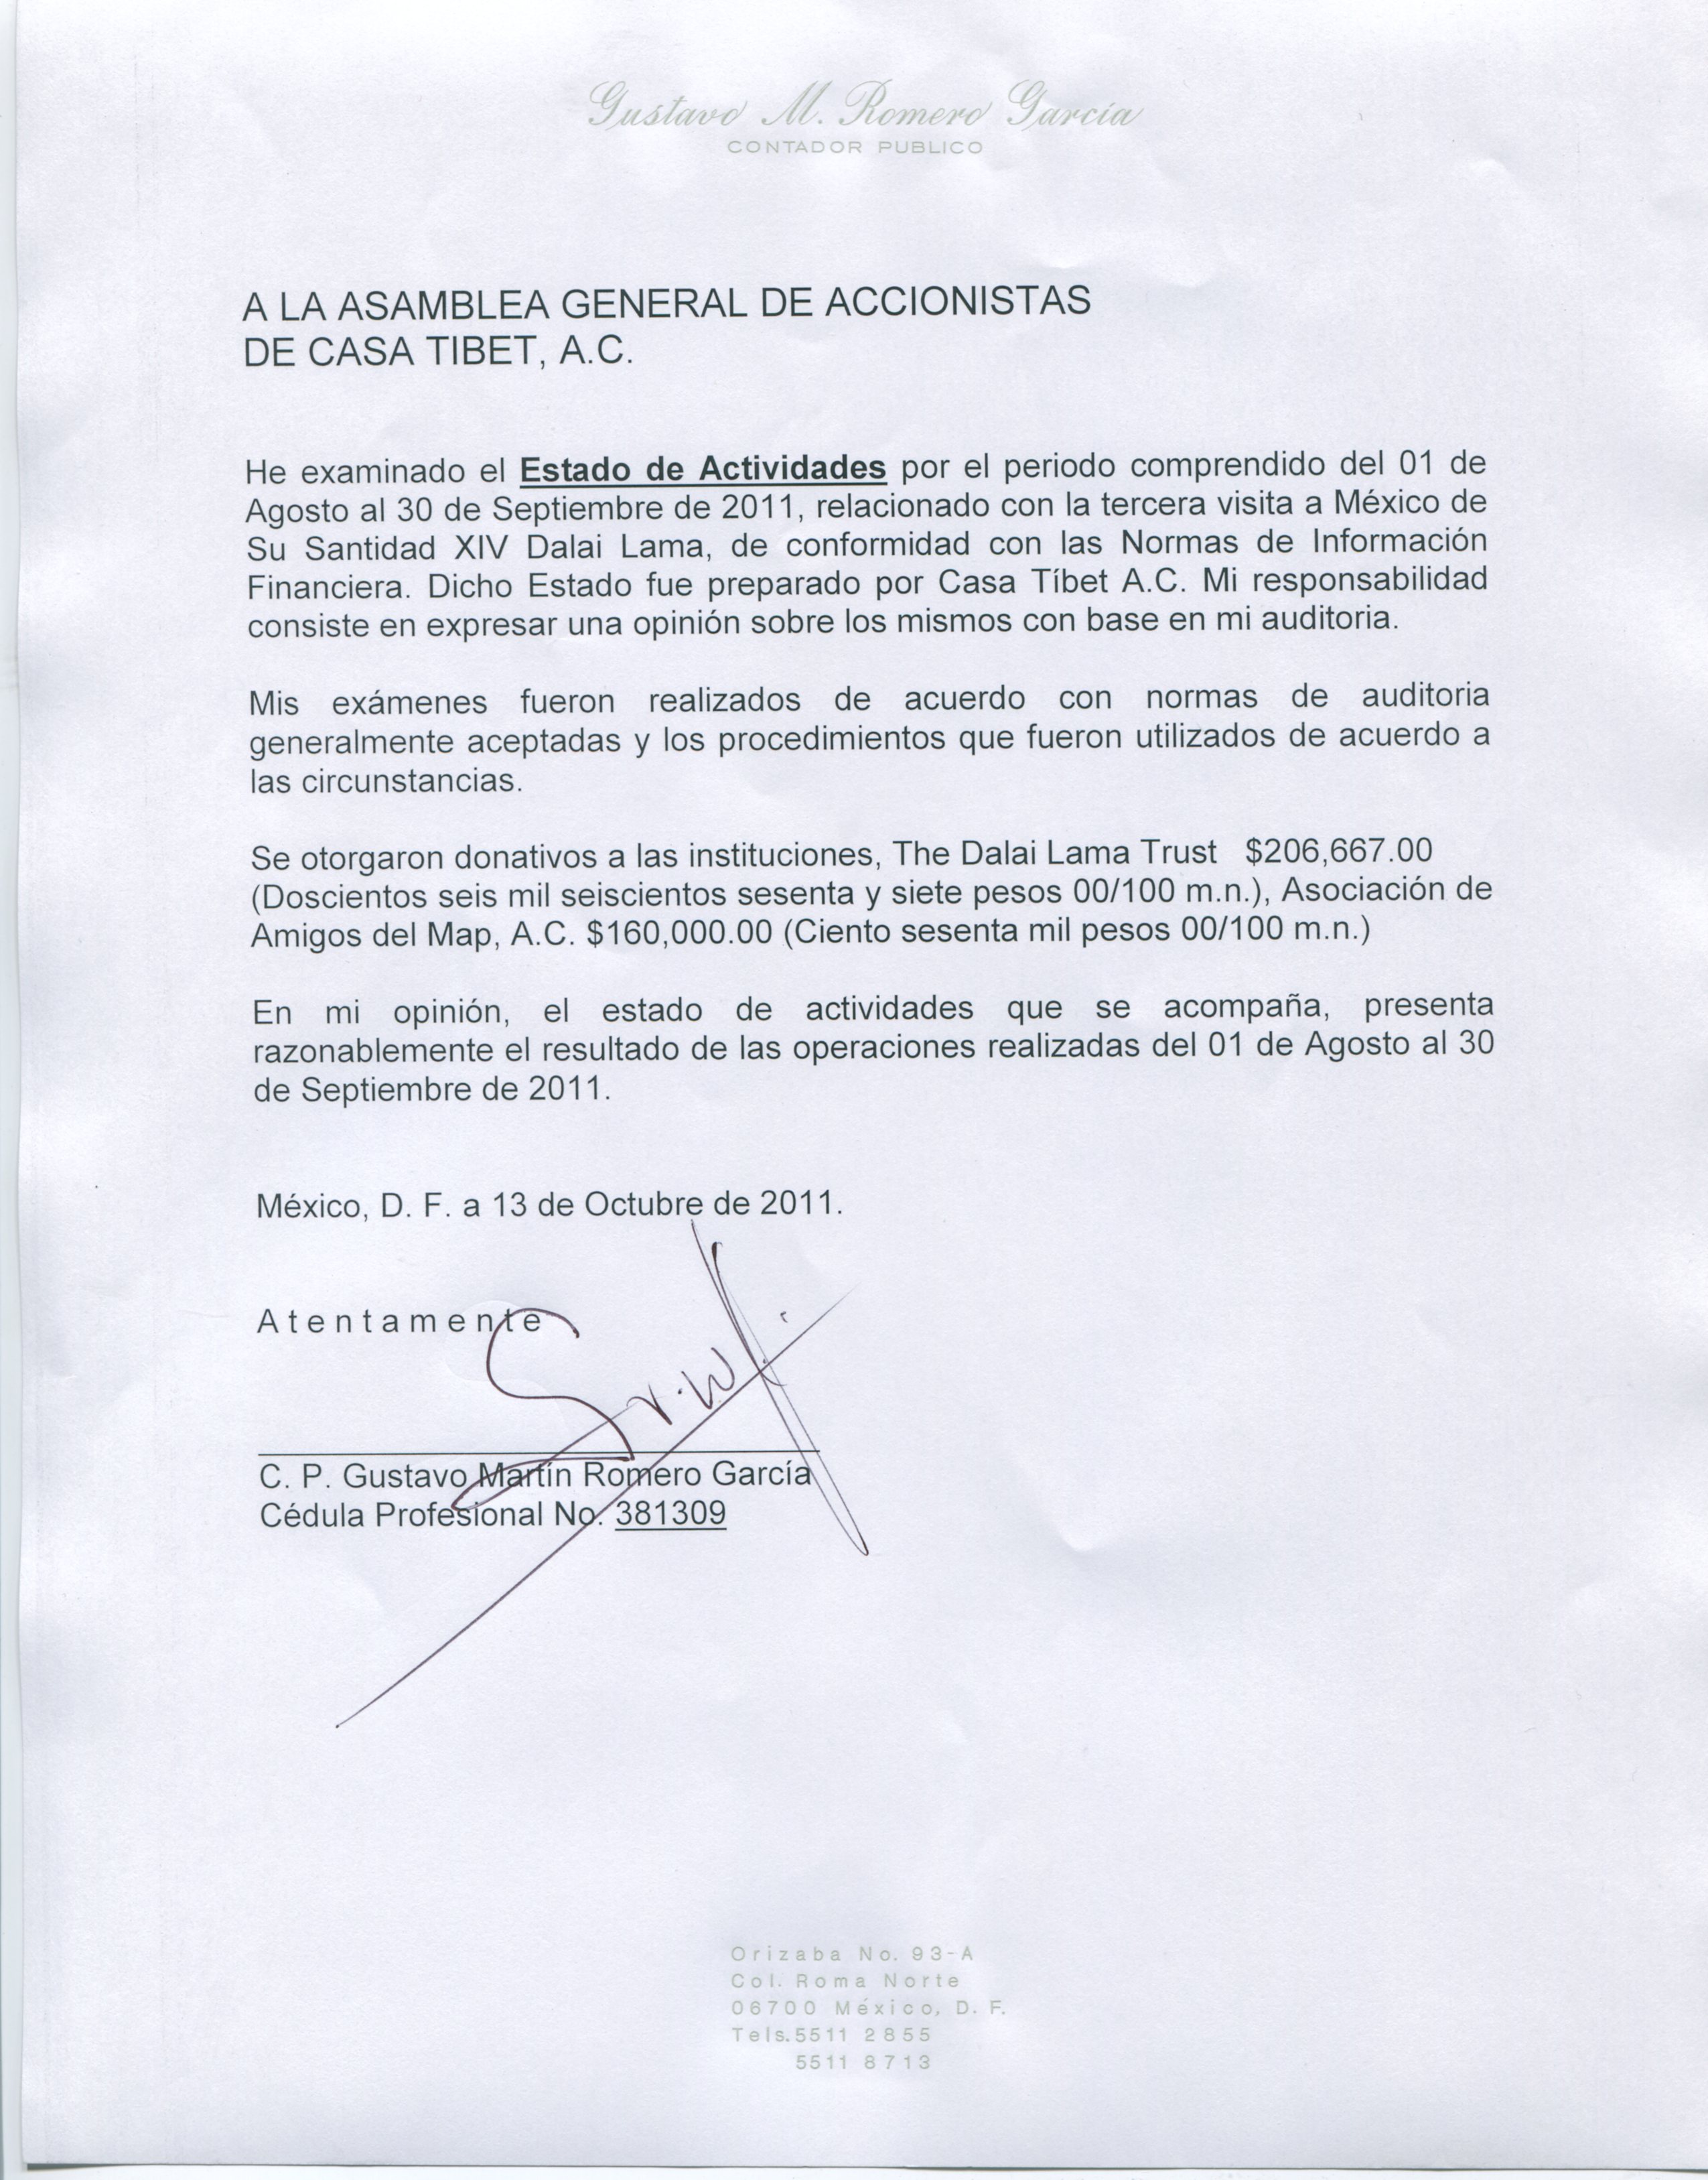 Gustavo M. Romero García
CONTADOR PUBLICO
A LA ASAMBLEA GENERAL DE ACCIONISTAS
DE CASA TIBET, A.C.
He examinado el Estado de Actividades por el periodo comprendido del 01 de
Agosto al 30 de Septiembre de 2011, relacionado con la tercera visita a México de
Su Santidad XIV Dalai Lama, de conformidad con las Normas de Información
Financiera. Dicho Estado fue preparado por Casa Tíbet A.C. Mi responsabilidad
consiste en expresar una opinión sobre los mismos con base en mi auditoria.
Mis exámenes fueron realizados de acuerdo con normas de auditoria
generalmente aceptadas y los procedimientos que fueron utilizados de acuerdo a
las circunstancias.
Se otorgaron donativos a las instituciones, The Dalai Lama Trust $206,667.00
(Doscientos seis mil seiscientos sesenta y siete pesos 00/100 m.n.), Asociación de
Amigos del Map, A.C. $160,000.00 (Ciento sesenta mil pesos 00/100 m.n.)
En mi opinión, el estado de actividades que se acompaña, presenta
razonablemente el resultado de las operaciones realizadas del 01 de Agosto al 30
de Septiembre de 2011.
México, D. F. a 13 de Octubre de 2011.
Atentamente
C. P. Gustavo Martín Romero García
Cédula Profesional No. 381309
Orizaba No. 93-A
Col. Roma Norte
06700 México, D. F.
Tels. 5511 2855
5511 8713